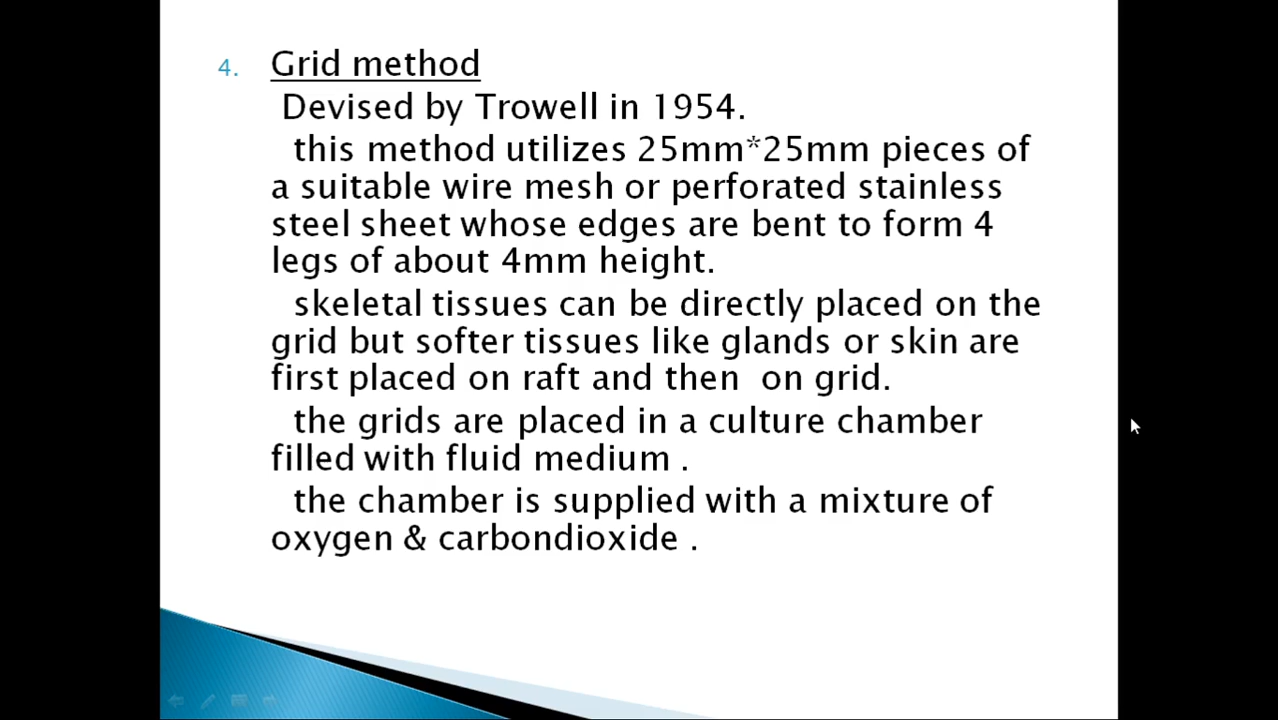 4. Grid method
Devised by Trowell in 1954.
this method utilizes 25mm*25mm pieces of
a suitable wire mesh or perforated stainless
steel sheet whose edges are bent to form 4
legs of about 4mm height.
skeletal tissues can be directly placed on the
grid but softer tissues like glands or skin are
first placed on raft and then  on grid.
the grids are placed in a culture chamber
filled with fluid medium .
the chamber is supplied with a mixture of
oxygen & carbondioxide .